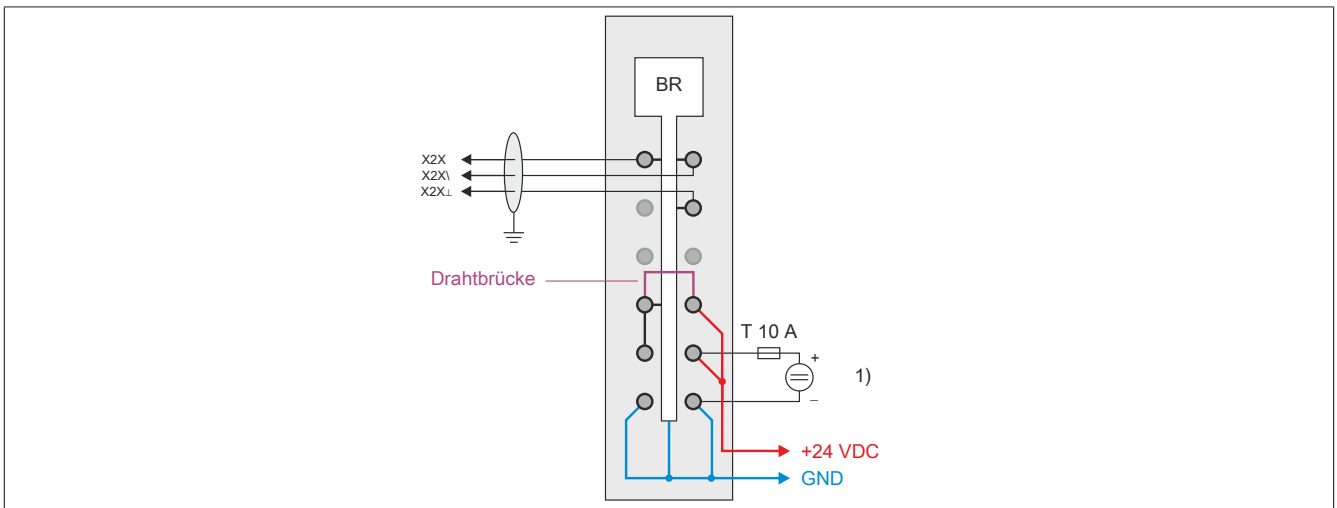 BR
X2X
X2X\
X2X⊥
Drahtbrücke
T 10 A
+
1)
–
+24 VDC
GND